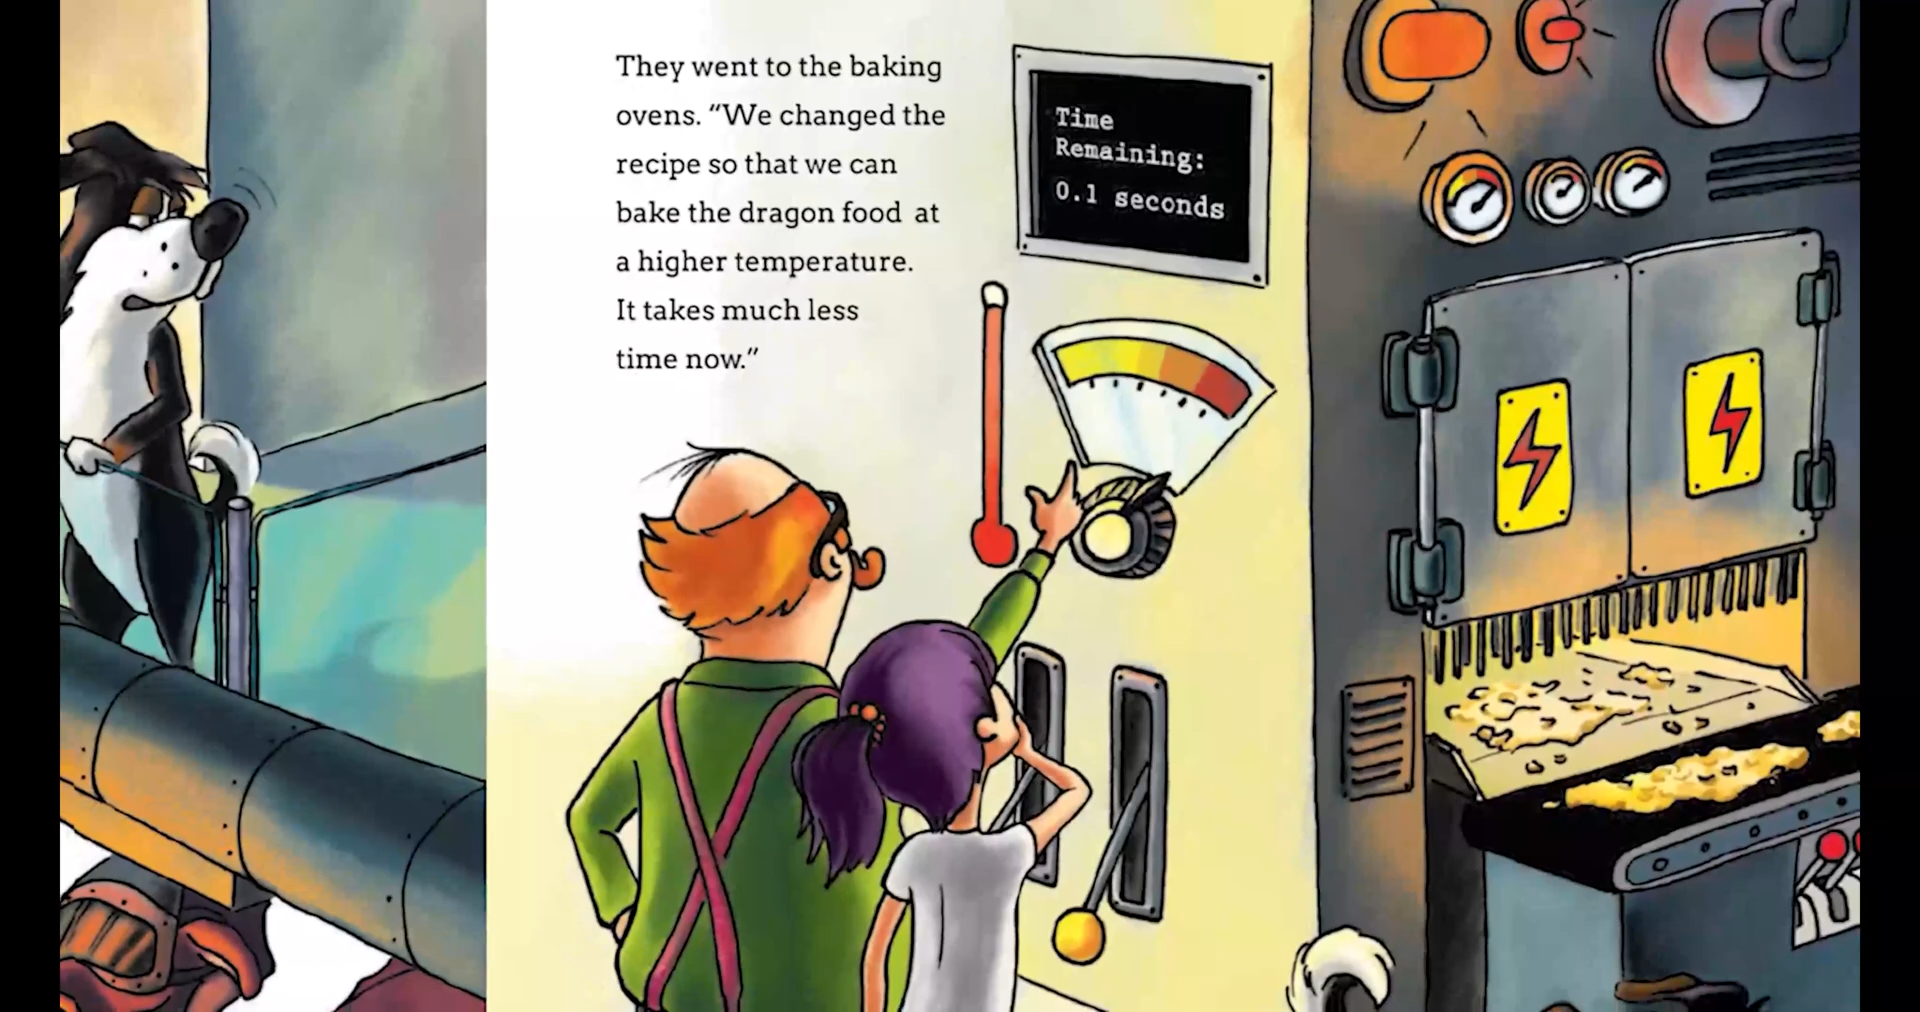 They went to the baking
ovens. “We changed the
recipe so that we can
bake the dragon food at
a higher temperature.
It takes much less
time now.”
Time
Remaining:
0.1 seconds